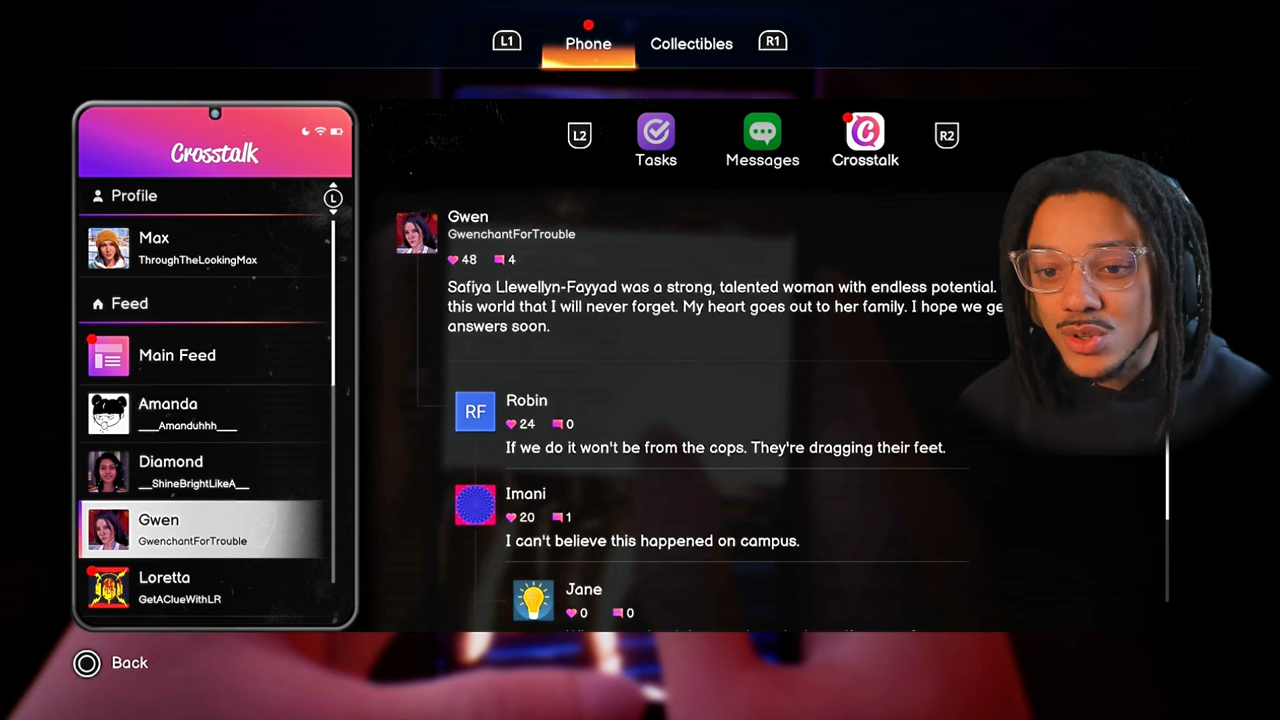 L1
Phone
Collectibles
R1
Crosstalk
L2
Tasks
Messages
Crosstalk
R2
Profile
L
Max
ThroughTheLookingMax
Feed
Main Feed
Amanda
____Amanduhhh____
Diamond
__ShineBrightLikeA__
Gwen
GwenchantForTrouble
Loretta
GetAClueWithLR
Gwen
GwenchantForTrouble
48 4
Safiya Llewellyn-Fayyad was a strong, talented woman with endless potential.
this world that I will never forget. My heart goes out to her family. I hope we ge
answers soon.
RF
Robin
24 0
If we do it won't be from the cops. They're dragging their feet.
Imani
20 1
I can't believe this happened on campus.
Jane
0 0
Back